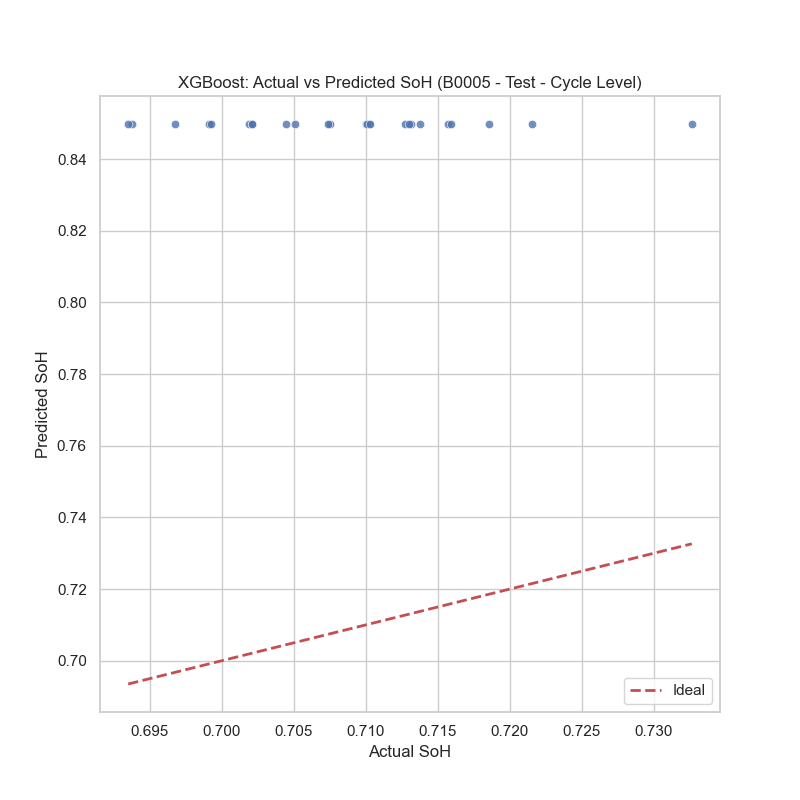 XGBoost: Actual vs Predicted SoH (B0005 - Test - Cycle Level)
Predicted SoH
0.84
0.82
0.80
0.78
0.76
0.74
0.72
0.70
Ideal
0.695 0.700 0.705 0.710 0.715 0.720 0.725 0.730
Actual SoH